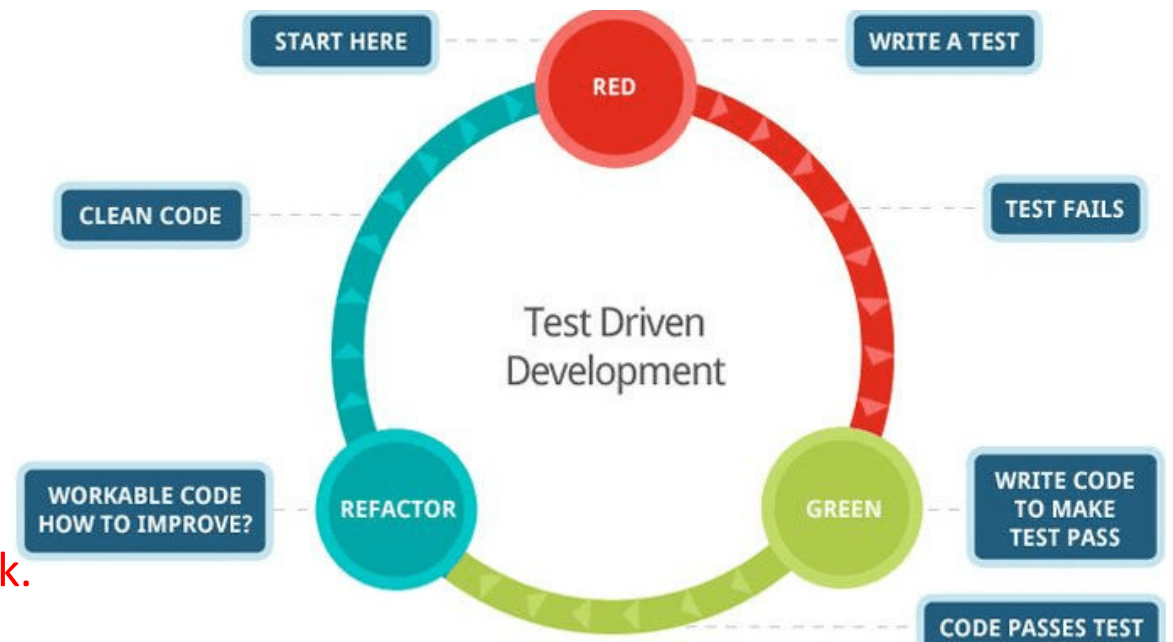 START HERE
WRITE A TEST
RED
CLEAN CODE
TEST FAILS
Test Driven
Development
WORKABLE CODE
HOW TO IMPROVE?
REFACTOR
GREEN
WRITE CODE
TO MAKE
TEST PASS
k.
CODE PASSES TEST